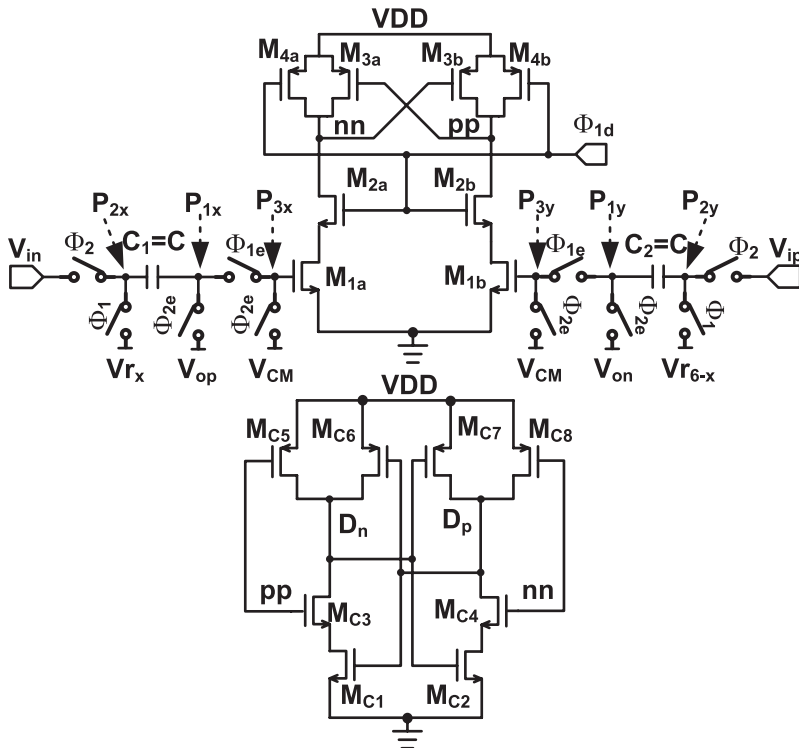 VDD
M4a M3a M3b M4b
nn pp Φ1d
M2a M2b
P2x P1x P3x P3y P1y P2y
Vin Φ2 C1=C Φ1e Φ1e C2=C Φ2 Vip
M1a M1b
Φ1 Φ2e Φ2e Φ2e Φ2e Φ1
Vrx Vop VCM VCM Von Vr6-x
VDD
MC5 MC6 MC7 MC8
Dn Dp
pp nn
MC3 MC4
MC1 MC2